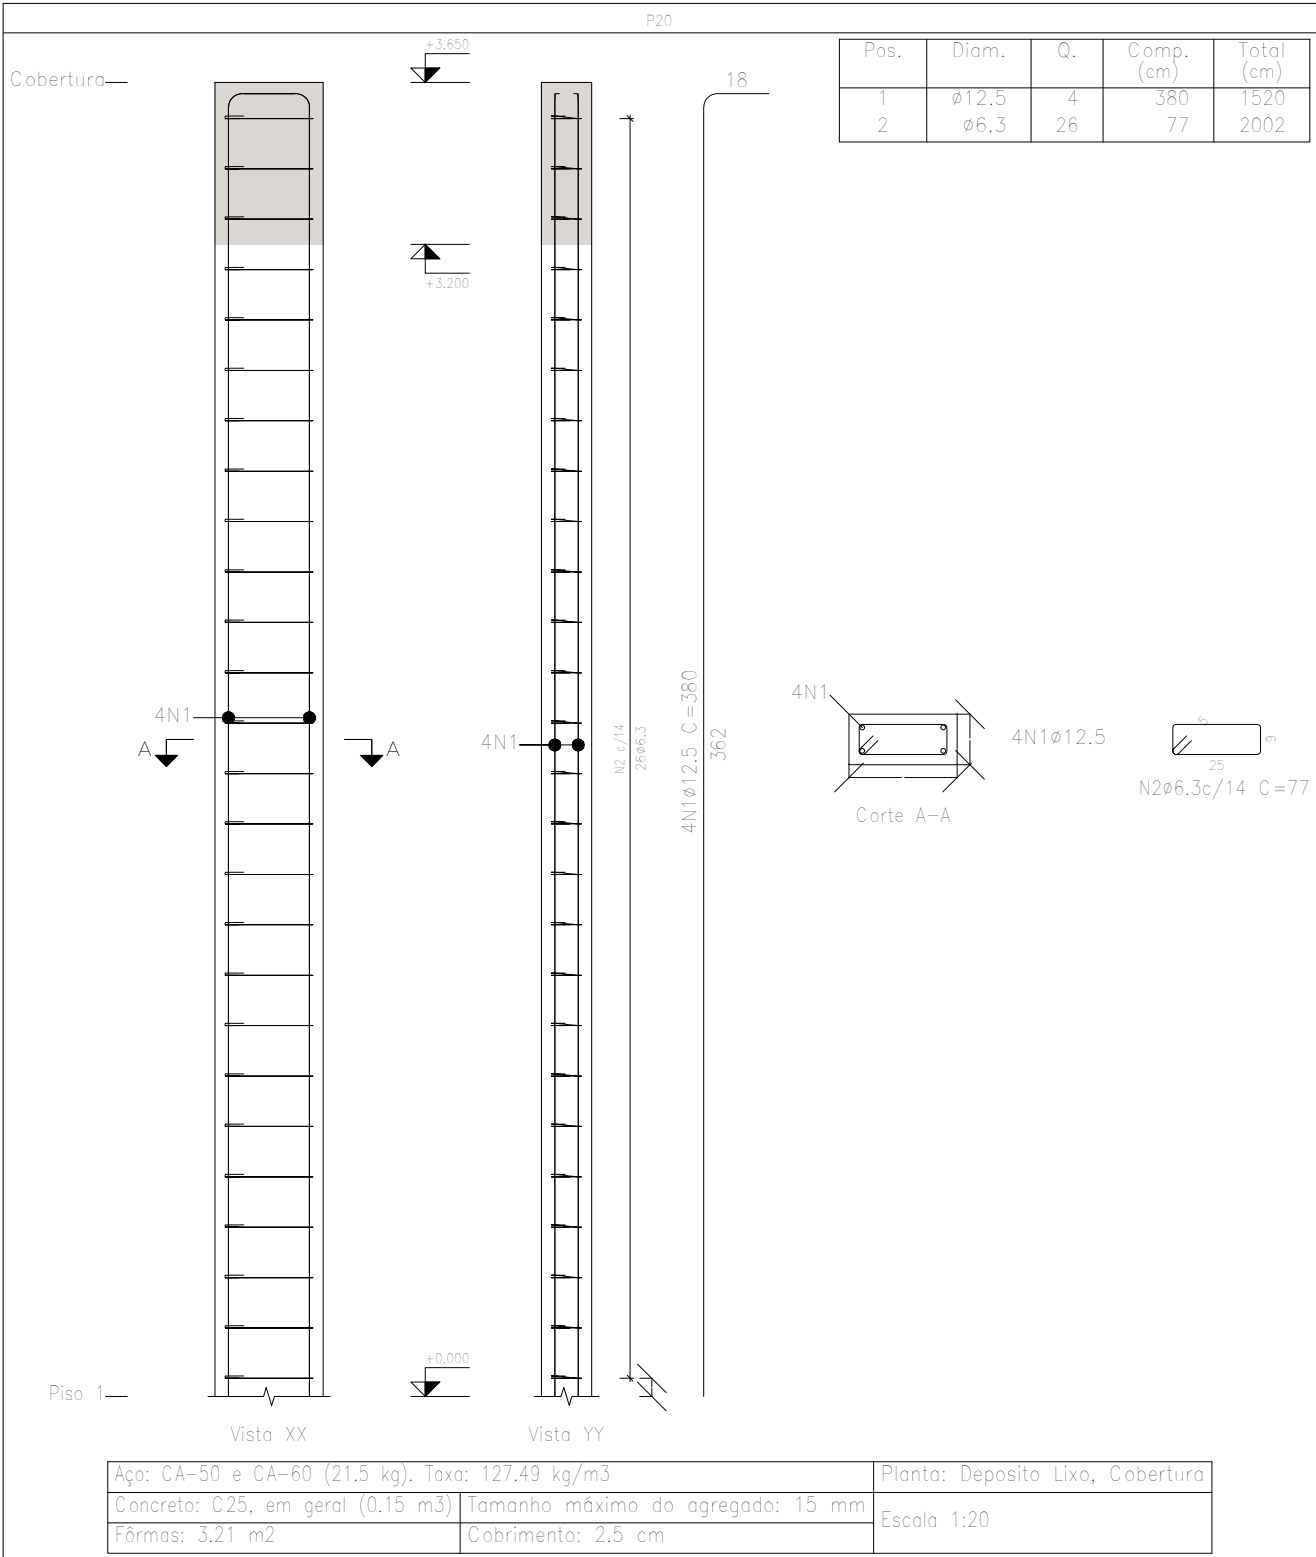 P20
Pos. Diam. Q. Comp. (cm) Total (cm)
1 ø12.5 4 380 1520
2 ø6.3 26 77 2002
Cobertura
+3.650
18
+3.200
4N1
A
A
4N1
N2 c/14
26ø6.3
4N1ø12.5 C=380
362
4N1
4N1ø12.5
Corte A-A
5
9
25
N2ø6.3c/14 C=77
+0.000
Piso 1
Vista XX
Vista YY
Aço: CA-50 e CA-60 (21.5 kg). Taxa: 127.49 kg/m3
Planta: Deposito Lixo, Cobertura
Concreto: C25, em geral (0.15 m3)
Tamanho máximo do agregado: 15 mm
Escala 1:20
Fôrmas: 3.21 m2
Cobrimento: 2.5 cm